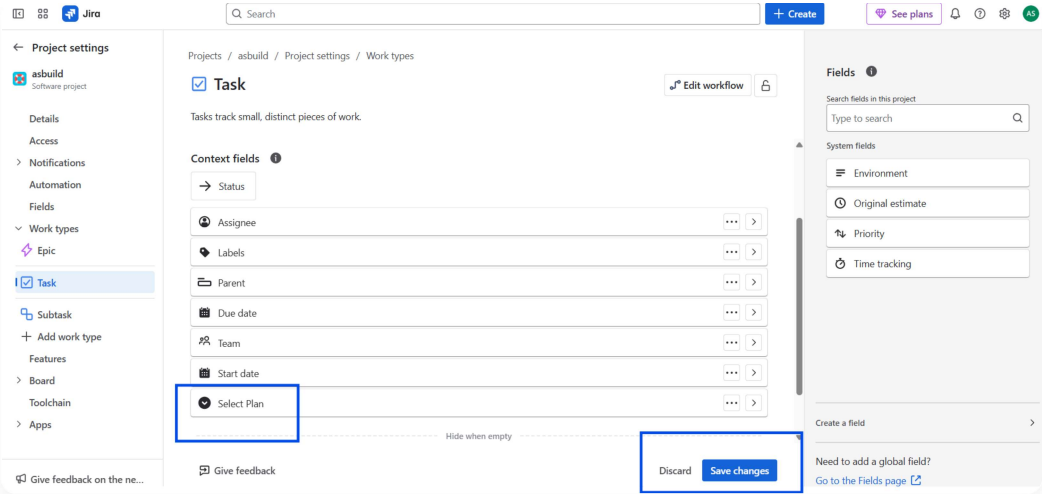 Jira
Search
+ Create
See plans
AS
Project settings
asbuild
Software project
Details
Access
Notifications
Automation
Fields
Work types
Epic
Task
Subtask
Add work type
Features
Board
Toolchain
Apps
Give feedback on the ne...
Projects / asbuild / Project settings / Work types
Task
Edit workflow
Tasks track small, distinct pieces of work.
Context fields
Status
Assignee
Labels
Parent
Due date
Team
Start date
Select Plan
Hide when empty
Give feedback
Discard
Save changes
Fields
Search fields in this project
Type to search
System fields
Environment
Original estimate
Priority
Time tracking
Create a field
Need to add a global field?
Go to the Fields page